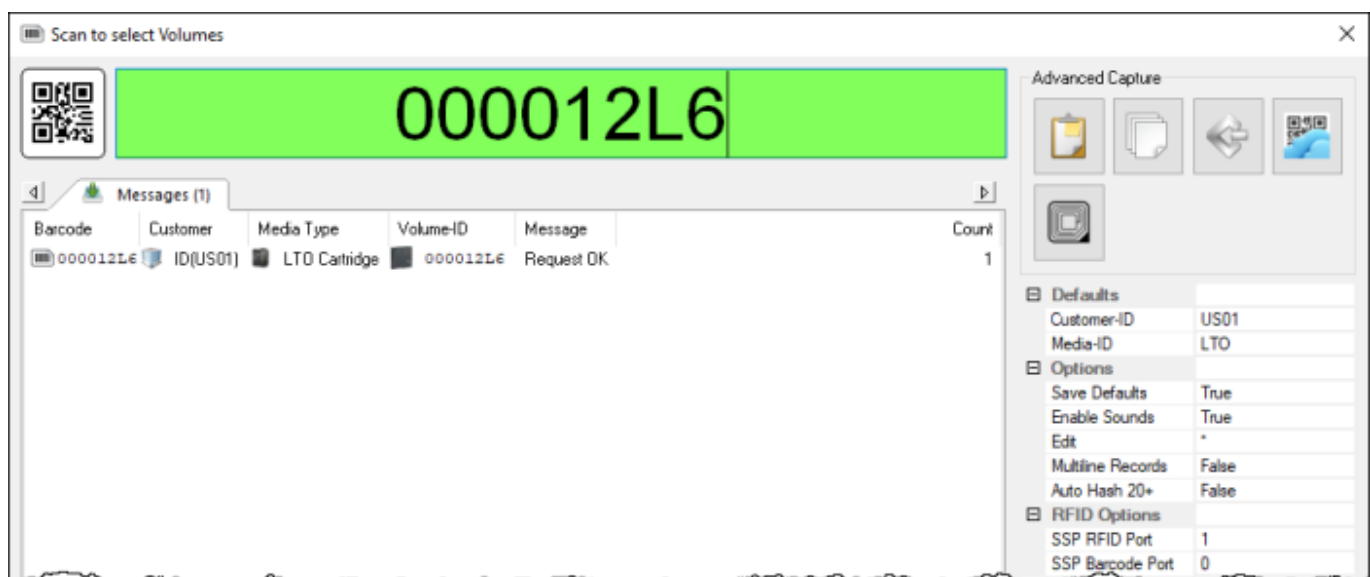 Scan to select Volumes
000012L6
Advanced Capture
Messages (1)
Barcode Customer Media Type Volume-ID Message Count
000012L6 ID(US01) LTO Cartridge 000012L6 Request OK 1
Defaults
Customer-ID US01
Media-ID LTO
Options
Save Defaults True
Enable Sounds True
Edit *
Multiline Records False
Auto Hash 20+ False
RFID Options
SSP RFID Port 1
SSP Barcode Port 0